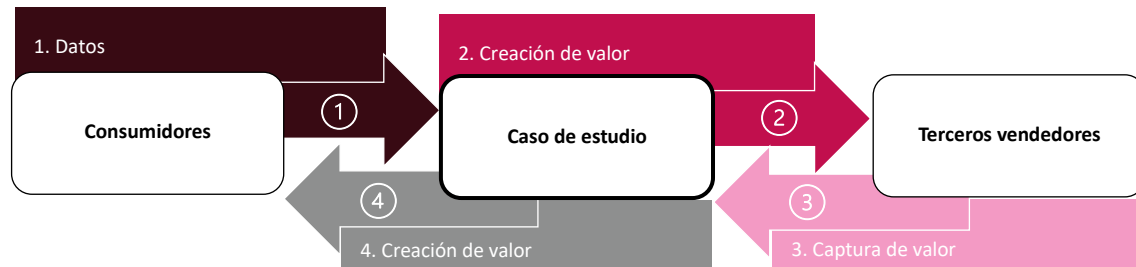 1. Datos
2. Creación de valor
Consumidores
1
Caso de estudio
2
Terceros vendedores
4
3
4. Creación de valor
3. Captura de valor